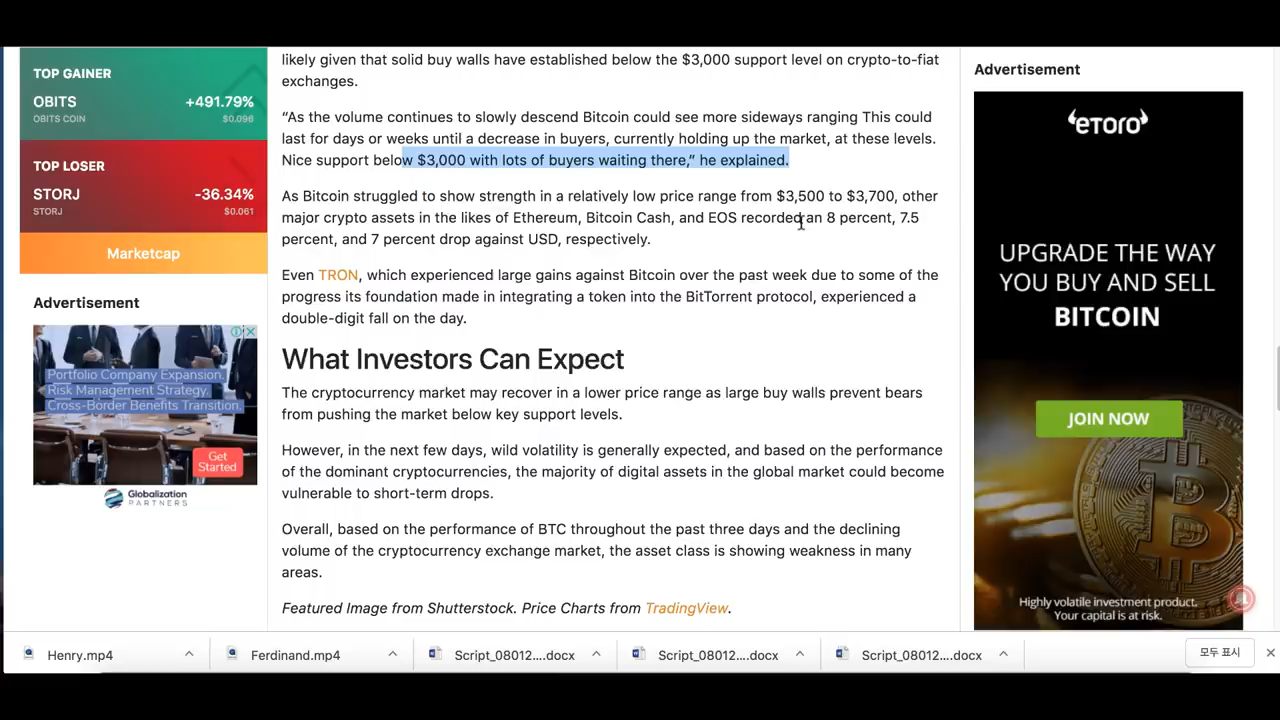 TOP GAINER
OBITS +491.79%
OBITS COIN $0.096
TOP LOSER
STORJ -36.34%
STORJ $0.061
Marketcap
Advertisement
Portfolio Company Expansion.
Risk Management Strategy.
Cross-Border Benefits Transition.
Get
Started
Globalization
PARTNERS
likely given that solid buy walls have established below the $3,000 support level on crypto-to-fiat
exchanges.
“As the volume continues to slowly descend Bitcoin could see more sideways ranging This could
last for days or weeks until a decrease in buyers, currently holding up the market, at these levels.
Nice support below $3,000 with lots of buyers waiting there,” he explained.
As Bitcoin struggled to show strength in a relatively low price range from $3,500 to $3,700, other
major crypto assets in the likes of Ethereum, Bitcoin Cash, and EOS recorded an 8 percent, 7.5
percent, and 7 percent drop against USD, respectively.
Even TRON, which experienced large gains against Bitcoin over the past week due to some of the
progress its foundation made in integrating a token into the BitTorrent protocol, experienced a
double-digit fall on the day.
What Investors Can Expect
The cryptocurrency market may recover in a lower price range as large buy walls prevent bears
from pushing the market below key support levels.
However, in the next few days, wild volatility is generally expected, and based on the performance
of the dominant cryptocurrencies, the majority of digital assets in the global market could become
vulnerable to short-term drops.
Overall, based on the performance of BTC throughout the past three days and the declining
volume of the cryptocurrency exchange market, the asset class is showing weakness in many
areas.
Featured Image from Shutterstock. Price Charts from TradingView.
Advertisement
eTORO
UPGRADE THE WAY
YOU BUY AND SELL
BITCOIN
JOIN NOW
Highly volatile investment product.
Your capital is at risk.
Henry.mp4
Ferdinand.mp4
Script_08012....docx
Script_08012....docx
Script_08012....docx
모두 표시